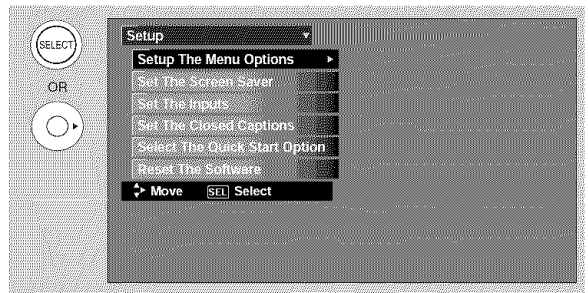 SELECT
OR
Setup
Setup The Menu Options
Set The Screen Saver
Set The Inputs
Set The Closed Captions
Select The Quick Start Option
Reset The Software
Move SEL Select